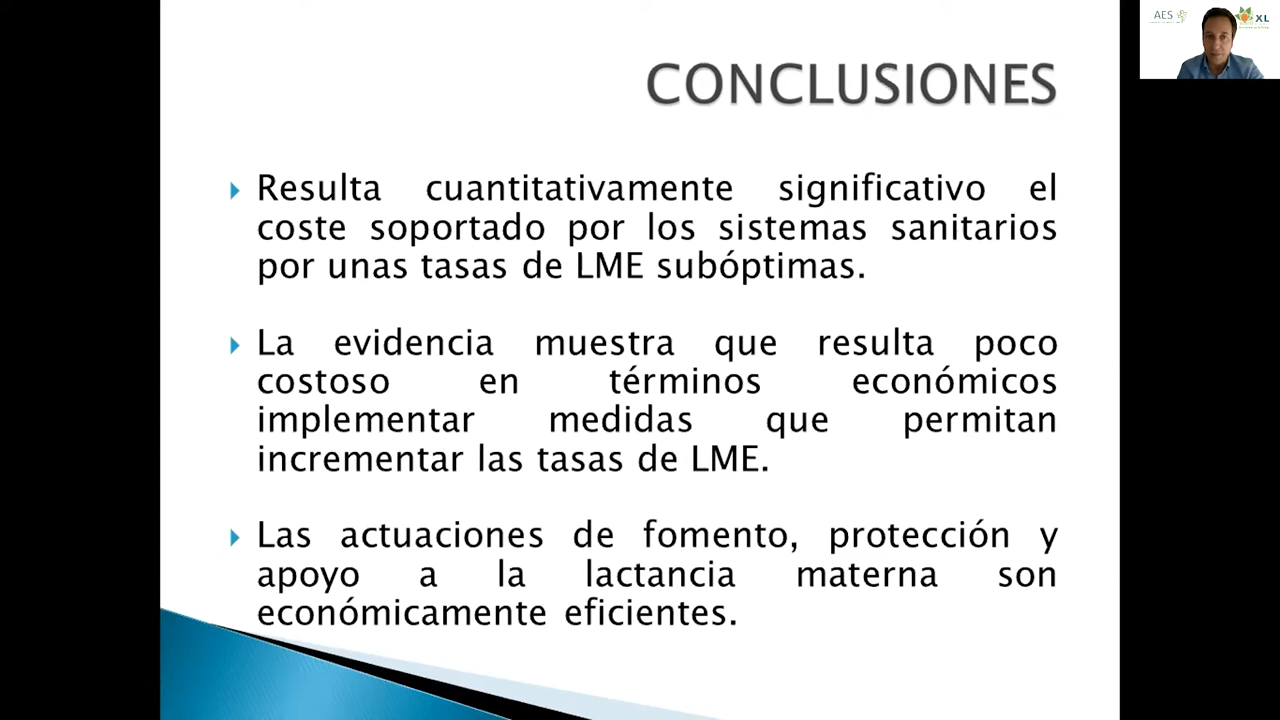 AES
XL
CONCLUSIONES
Resulta cuantitativamente significativo el
coste soportado por los sistemas sanitarios
por unas tasas de LME subóptimas.
La evidencia muestra que resulta poco
costoso en términos económicos
implementar medidas que permitan
incrementar las tasas de LME.
Las actuaciones de fomento, protección y
apoyo a la lactancia materna son
económicamente eficientes.